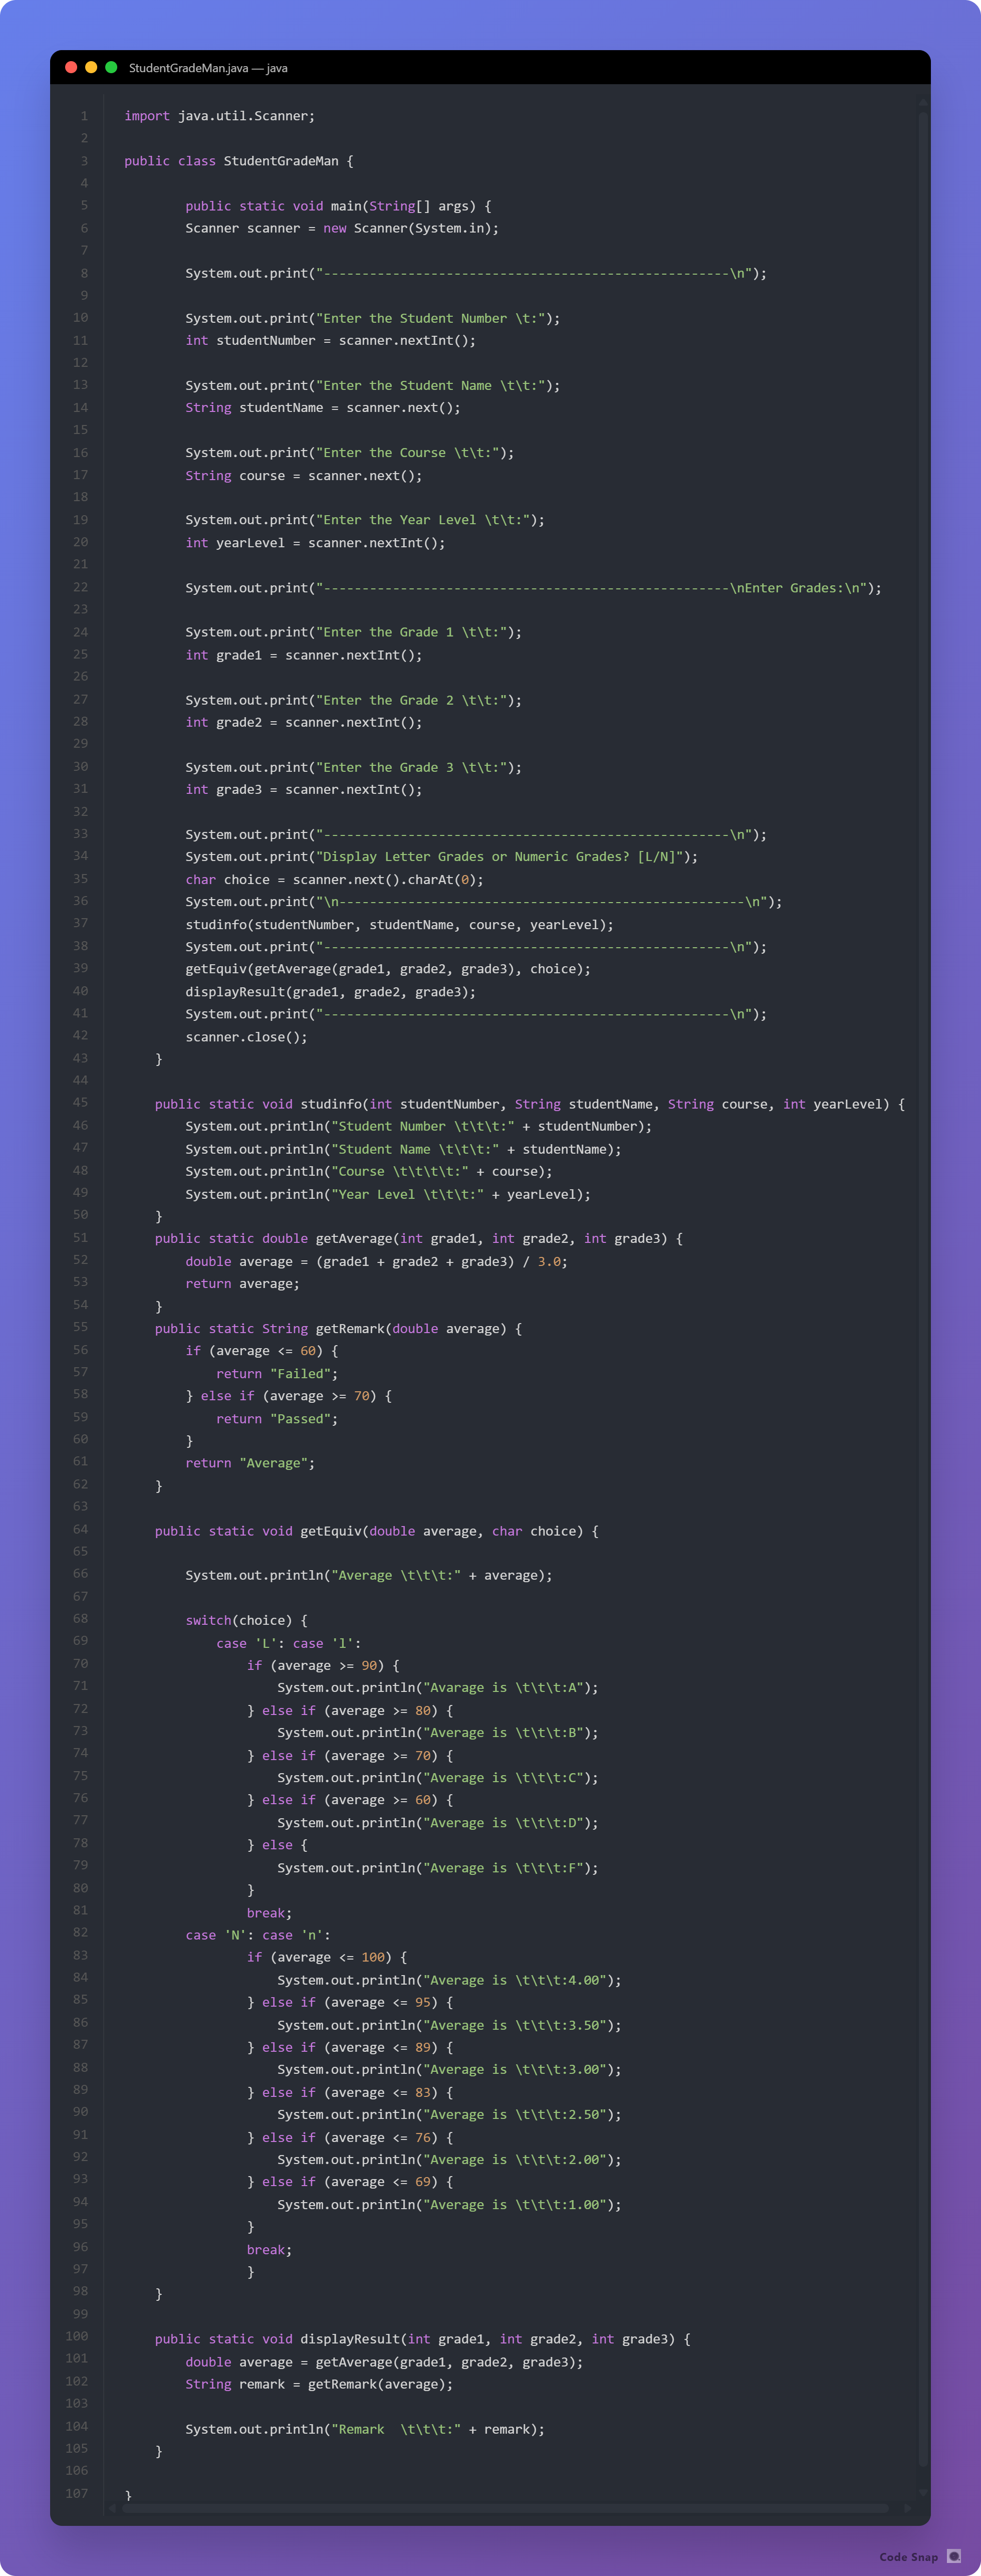 StudentGradeMan.java — java
1 import java.util.Scanner;
2
3 public class StudentGradeMan {
4
5         public static void main(String[] args) {
6         Scanner scanner = new Scanner(System.in);
7
8         System.out.print("-----------------------------------------------------\n");
9
10         System.out.print("Enter the Student Number \t:");
11         int studentNumber = scanner.nextInt();
12
13         System.out.print("Enter the Student Name \t\t:");
14         String studentName = scanner.next();
15
16         System.out.print("Enter the Course \t\t:");
17         String course = scanner.next();
18
19         System.out.print("Enter the Year Level \t\t:");
20         int yearLevel = scanner.nextInt();
21
22         System.out.print("-----------------------------------------------------\nEnter Grades:\n");
23
24         System.out.print("Enter the Grade 1 \t\t:");
25         int grade1 = scanner.nextInt();
26
27         System.out.print("Enter the Grade 2 \t\t:");
28         int grade2 = scanner.nextInt();
29
30         System.out.print("Enter the Grade 3 \t\t:");
31         int grade3 = scanner.nextInt();
32
33         System.out.print("-----------------------------------------------------\n");
34         System.out.print("Display Letter Grades or Numeric Grades? [L/N]");
35         char choice = scanner.next().charAt(0);
36         System.out.print("\n-----------------------------------------------------\n");
37         studinfo(studentNumber, studentName, course, yearLevel);
38         System.out.print("-----------------------------------------------------\n");
39         getEquiv(getAverage(grade1, grade2, grade3), choice);
40         displayResult(grade1, grade2, grade3);
41         System.out.print("-----------------------------------------------------\n");
42         scanner.close();
43     }
44
45     public static void studinfo(int studentNumber, String studentName, String course, int yearLevel) {
46         System.out.println("Student Number \t\t\t:" + studentNumber);
47         System.out.println("Student Name \t\t\t:" + studentName);
48         System.out.println("Course \t\t\t\t:" + course);
49         System.out.println("Year Level \t\t\t:" + yearLevel);
50     }
51     public static double getAverage(int grade1, int grade2, int grade3) {
52         double average = (grade1 + grade2 + grade3) / 3.0;
53         return average;
54     }
55     public static String getRemark(double average) {
56         if (average <= 60) {
57             return "Failed";
58         } else if (average >= 70) {
59             return "Passed";
60         }
61         return "Average";
62     }
63
64     public static void getEquiv(double average, char choice) {
65
66         System.out.println("Average \t\t\t:" + average);
67
68         switch(choice) {
69             case 'L': case 'l':
70                 if (average >= 90) {
71                     System.out.println("Avarage is \t\t\t:A");
72                 } else if (average >= 80) {
73                     System.out.println("Average is \t\t\t:B");
74                 } else if (average >= 70) {
75                     System.out.println("Average is \t\t\t:C");
76                 } else if (average >= 60) {
77                     System.out.println("Average is \t\t\t:D");
78                 } else {
79                     System.out.println("Average is \t\t\t:F");
80                 }
81                 break;
82         case 'N': case 'n':
83                 if (average <= 100) {
84                     System.out.println("Average is \t\t\t:4.00");
85                 } else if (average <= 95) {
86                     System.out.println("Average is \t\t\t:3.50");
87                 } else if (average <= 89) {
88                     System.out.println("Average is \t\t\t:3.00");
89                 } else if (average <= 83) {
90                     System.out.println("Average is \t\t\t:2.50");
91                 } else if (average <= 76) {
92                     System.out.println("Average is \t\t\t:2.00");
93                 } else if (average <= 69) {
94                     System.out.println("Average is \t\t\t:1.00");
95                 }
96                 break;
97                 }
98     }
99
100     public static void displayResult(int grade1, int grade2, int grade3) {
101         double average = getAverage(grade1, grade2, grade3);
102         String remark = getRemark(average);
103
104         System.out.println("Remark  \t\t\t:" + remark);
105     }
106
107 }
Code Snap